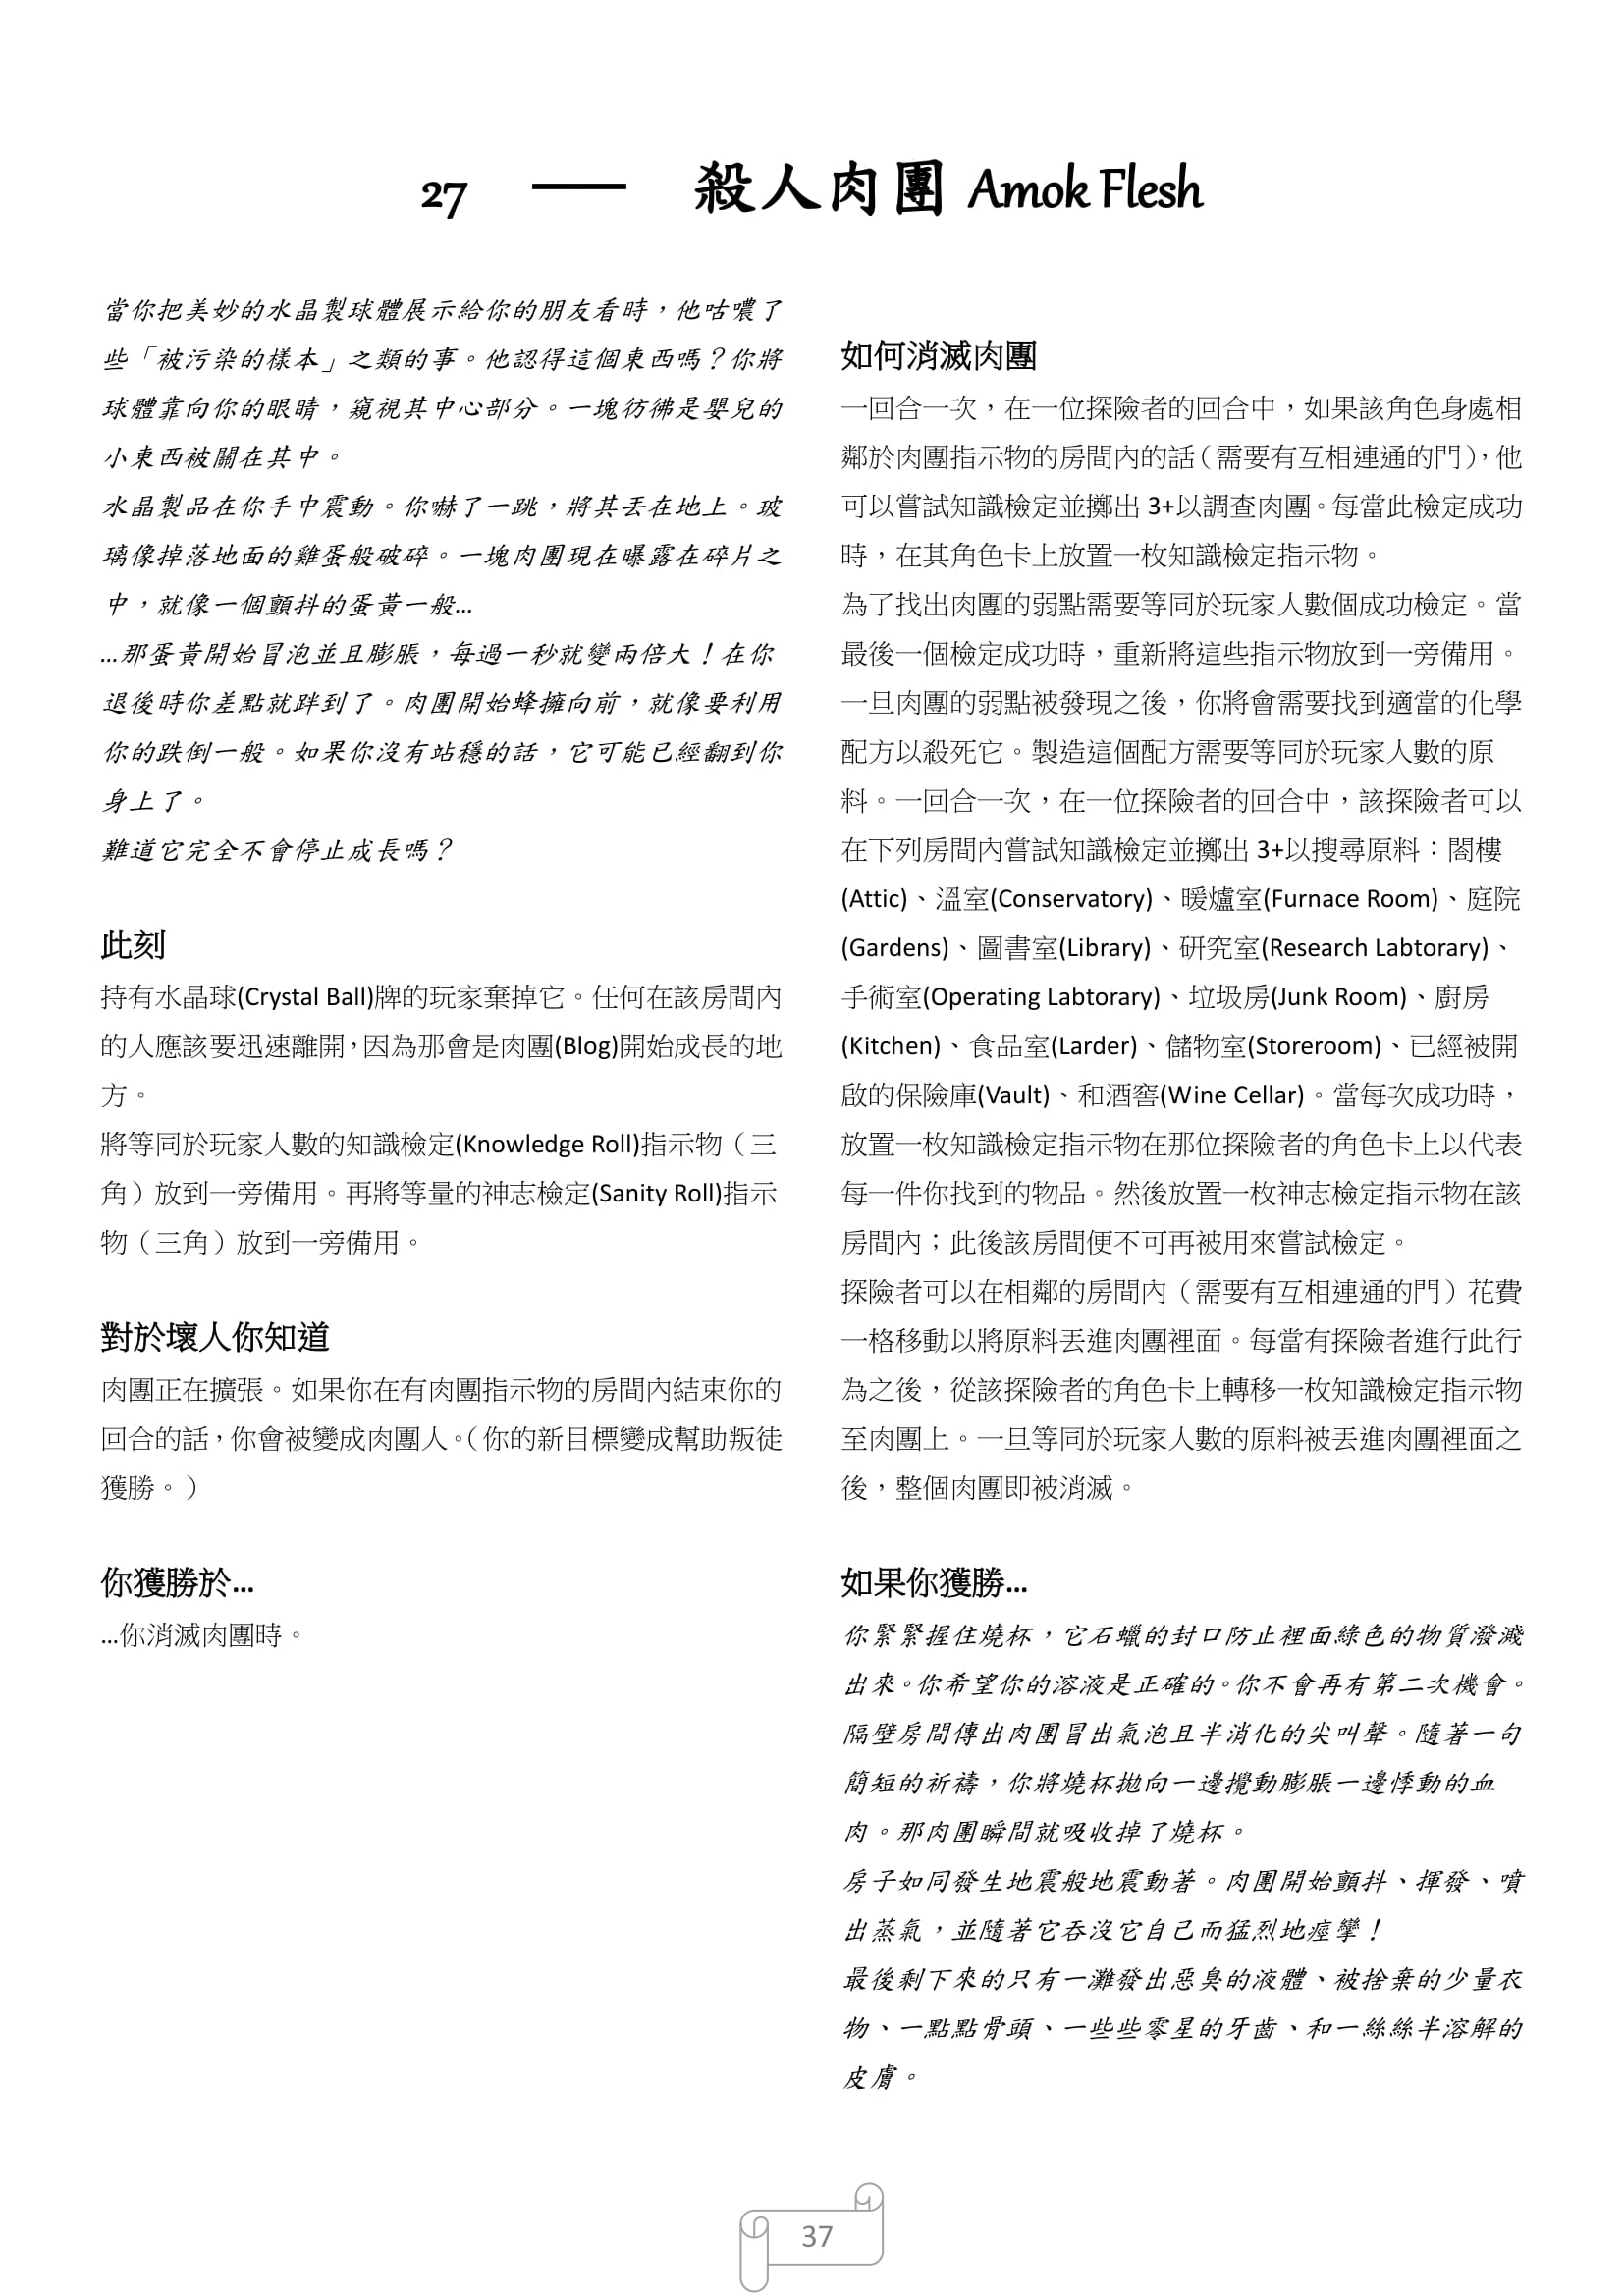 27 — 殺人肉團 Amok Flesh
當你把美妙的水晶製球體展示給你的朋友看時，他咕噥了
些「被污染的樣本」之類的事。他認得這個東西嗎？你將
球體靠向你的眼睛，窺視其中心部分。一塊彷彿是嬰兒的
小東西被關在其中。
水晶製品在你手中震動。你嚇了一跳，將其丟在地上。玻
璃像掉落地面的雞蛋般破碎。一塊肉團現在曝露在碎片之
中，就像一個顫抖的蛋黃一般…
…那蛋黃開始冒泡並且膨脹，每過一秒就變兩倍大！在你
退後時你差點就跘到了。肉團開始蜂擁向前，就像要利用
你的跌倒一般。如果你沒有站穩的話，它可能已經翻到你
身上了。
難道它完全不會停止成長嗎？
此刻
持有水晶球(Crystal Ball)牌的玩家棄掉它。任何在該房間內
的人應該要迅速離開，因為那會是肉團(Blog)開始成長的地
方。
將等同於玩家人數的知識檢定(Knowledge Roll)指示物（三
角）放到一旁備用。再將等量的神志檢定(Sanity Roll)指示
物（三角）放到一旁備用。
對於壞人你知道
肉團正在擴張。如果你在有肉團指示物的房間內結束你的
回合的話，你會被變成肉團人。（你的新目標變成幫助叛徒
獲勝。）
你獲勝於…
…你消滅肉團時。
如何消滅肉團
一回合一次，在一位探險者的回合中，如果該角色身處相
鄰於肉團指示物的房間內的話（需要有互相連通的門），他
可以嘗試知識檢定並擲出 3+以調查肉團。每當此檢定成功
時，在其角色卡上放置一枚知識檢定指示物。
為了找出肉團的弱點需要等同於玩家人數個成功檢定。當
最後一個檢定成功時，重新將這些指示物放到一旁備用。
一旦肉團的弱點被發現之後，你將會需要找到適當的化學
配方以殺死它。製造這個配方需要等同於玩家人數的原
料。一回合一次，在一位探險者的回合中，該探險者可以
在下列房間內嘗試知識檢定並擲出 3+以搜尋原料：閣樓
(Attic)、溫室(Conservatory)、暖爐室(Furnace Room)、庭院
(Gardens)、圖書室(Library)、研究室(Research Labtorary)、
手術室(Operating Labtorary)、垃圾房(Junk Room)、廚房
(Kitchen)、食品室(Larder)、儲物室(Storeroom)、已經被開
啟的保險庫(Vault)、和酒窖(Wine Cellar)。當每次成功時，
放置一枚知識檢定指示物在那位探險者的角色卡上以代表
每一件你找到的物品。然後放置一枚神志檢定指示物在該
房間內；此後該房間便不可再被用來嘗試檢定。
探險者可以在相鄰的房間內（需要有互相連通的門）花費
一格移動以將原料丟進肉團裡面。每當有探險者進行此行
為之後，從該探險者的角色卡上轉移一枚知識檢定指示物
至肉團上。一旦等同於玩家人數的原料被丟進肉團裡面之
後，整個肉團即被消滅。
如果你獲勝…
你緊緊握住燒杯，它石蠟的封口防止裡面綠色的物質潑濺
出來。你希望你的溶液是正確的。你不會再有第二次機會。
隔壁房間傳出肉團冒出氣泡且半消化的尖叫聲。隨著一句
簡短的祈禱，你將燒杯拋向一邊攪動膨脹一邊悸動的血
肉。那肉團瞬間就吸收掉了燒杯。
房子如同發生地震般地震動著。肉團開始顫抖、揮發、噴
出蒸氣，並隨著它吞沒它自己而猛烈地痙攣！
最後剩下來的只有一灘發出惡臭的液體、被捨棄的少量衣
物、一點點骨頭、一些些零星的牙齒、和一絲絲半溶解的
皮膚。
37